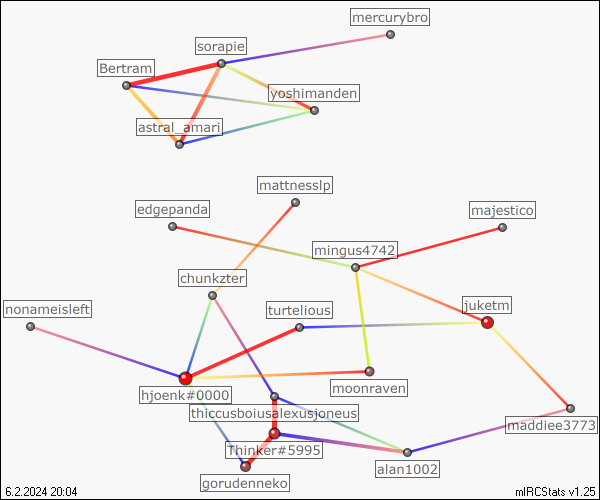 mercurybro
sorapie
Bertram
yoshimanden
astral_amari
mattnesslp
edgepanda
majestico
mingus4742
chunkzter
nonameisleft
turtelious
juketm
hjoenk#0000
moonraven
thiccusboiusalexusjoneus
maddiee3773
Thinker#5995
alan1002
gorudenneko
6.2.2024 20:04
mIRCStats v1.25